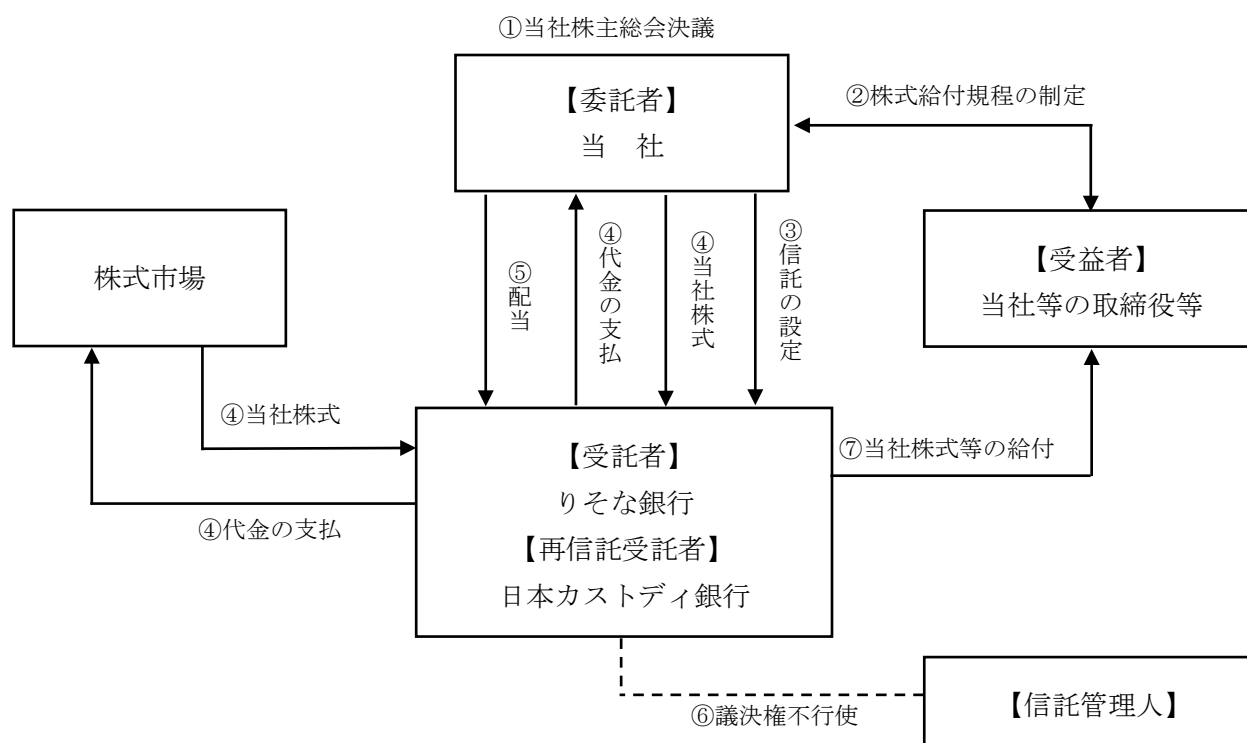 ①当社株主総会決議
【委託者】
当　社
②株式給付規程の制定
株式市場
【受益者】
当社等の取締役等
⑤配当
④代金の支払
④当社株式
③信託の設定
④当社株式
④代金の支払
【受託者】
りそな銀行
【再信託受託者】
日本カストディ銀行
⑦当社株式等の給付
⑥議決権不行使
【信託管理人】